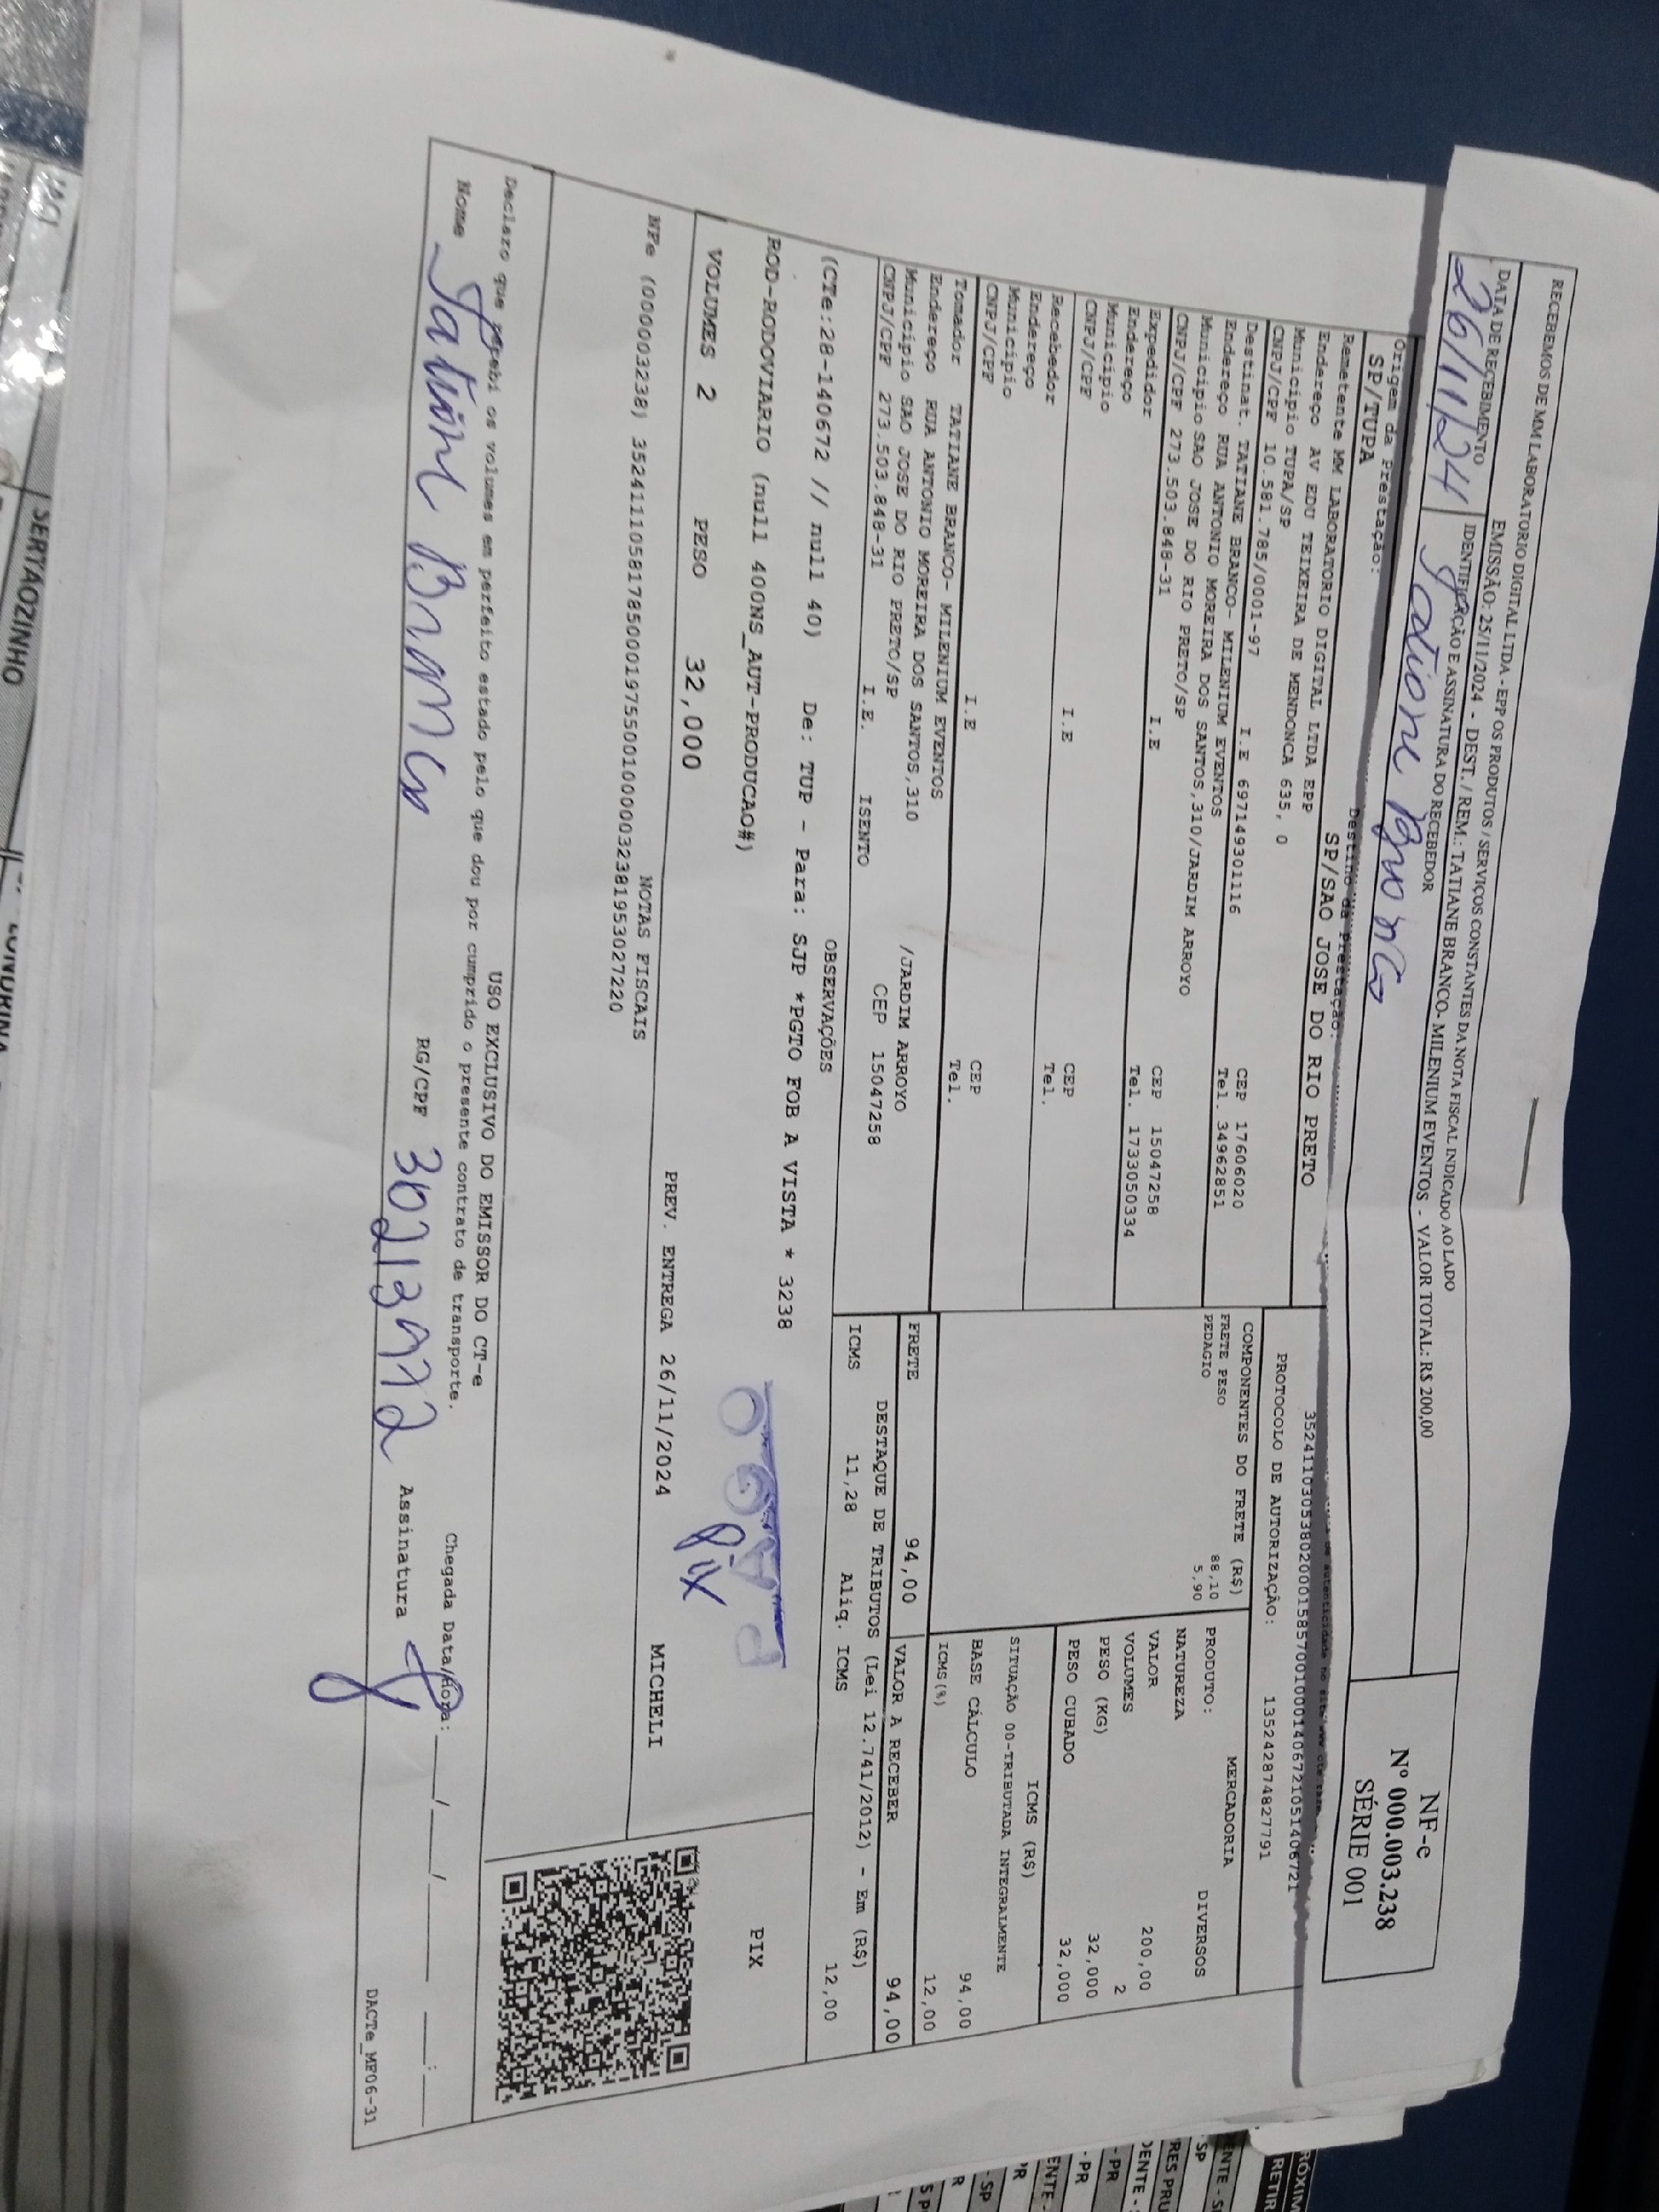 RECEBEMOS DE MM LABORATORIO DIGITAL LTDA - EPP OS PRODUTOS / SERVIÇOS CONSTANTES DA NOTA FISCAL INDICADO AO LADO
EMISSÃO: 25/11/2024 - DEST. / REM.: TATIANE BRANCO- MILENIUM EVENTOS - VALOR TOTAL: R$ 200,00
DATA DE RECEBIMENTO
IDENTIFICAÇÃO E ASSINATURA DO RECEBEDOR
26/11/24
Tatiane Branco
NF-e
Nº 000.003.238
SÉRIE 001
Origem da Prestação:
SP/TUPA
Destino da Prestação:
SP/SAO JOSE DO RIO PRETO
Remetente MM LABORATORIO DIGITAL LTDA EPP
Endereço AV EDU TEIXEIRA DE MENDONCA 635, 0
Município TUPA/SP CEP 17606020
CNPJ/CPF 10.581.785/0001-97 I.E 697149301116 Tel. 34962851
Destinat. TATIANE BRANCO- MILENIUM EVENTOS
Endereço RUA ANTONIO MOREIRA DOS SANTOS,310/JARDIM ARROYO
Município SAO JOSE DO RIO PRETO/SP CEP 15047258
CNPJ/CPF 273.503.848-31 I.E Tel. 1733050334
Expedidor
Endereço
Município CEP
CNPJ/CPF I.E Tel.
Recebedor
Endereço
Município CEP
CNPJ/CPF I.E Tel.
Tomador TATIANE BRANCO- MILENIUM EVENTOS
Endereço RUA ANTONIO MOREIRA DOS SANTOS,310 /JARDIM ARROYO
Município SAO JOSE DO RIO PRETO/SP CEP 15047258
CNPJ/CPF 273.503.848-31 I.E. ISENTO
PROTOCOLO DE AUTORIZAÇÃO: 135242874827791
COMPONENTES DO FRETE (R$)
FRETE PESO 88,10
PEDAGIO 5,90
MERCADORIA
PRODUTO: DIVERSOS
NATUREZA
VALOR 200,00
VOLUMES 2
PESO (KG) 32,000
PESO CUBADO 32,000
ICMS (R$)
SITUAÇÃO 00-TRIBUTADA INTEGRALMENTE
BASE CÁLCULO 94,00
ICMS(%) 12,00
FRETE 94,00 VALOR A RECEBER 94,00
DESTAQUE DE TRIBUTOS (Lei 12.741/2012) - Em (R$)
ICMS 11,28 Aliq. ICMS 12,00
OBSERVAÇÕES
(CTe:28-140672 // null 40) De: TUP - Para: SJP *PGTO FOB A VISTA * 3238
ROD-RODOVIARIO (null 400NS_AUT-PRODUCAO#)
PIX
Pix
VOLUMES 2 PESO 32,000
PREV. ENTREGA 26/11/2024 MICHELI
NOTAS FISCAIS
NFe (000003238) 35241110581785000197550010000032381953027220
USO EXCLUSIVO DO EMISSOR DO CT-e
Declaro que recebi os volumes em perfeito estado pelo que dou por cumprido o presente contrato de transporte.
Chegada Data/Hora: ___/___/_____ ___:___
Nome Tatiane Branco RG/CPF Assinatura
DACTe_MF06-31
SERTÃOZINHO